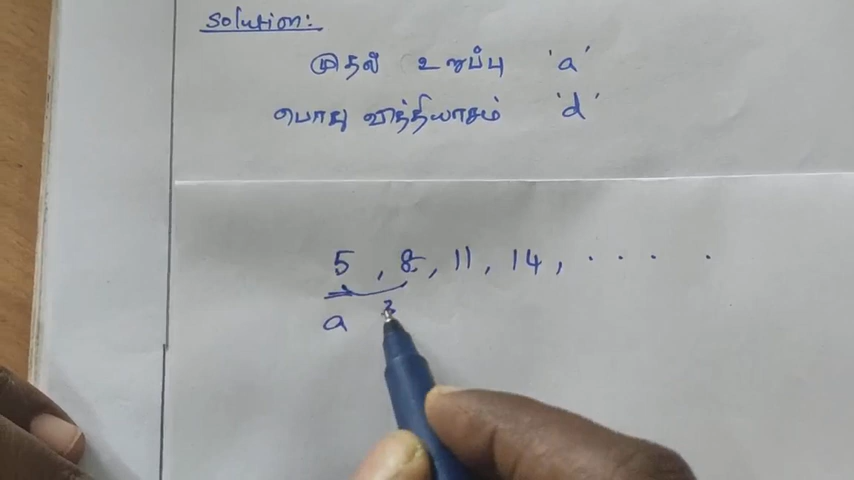 Solution:
முதல் உறுப்பு 'a'
பொது வித்தியாசம் 'd'
5 , 8 , 11 , 14 , . . . .
a 3